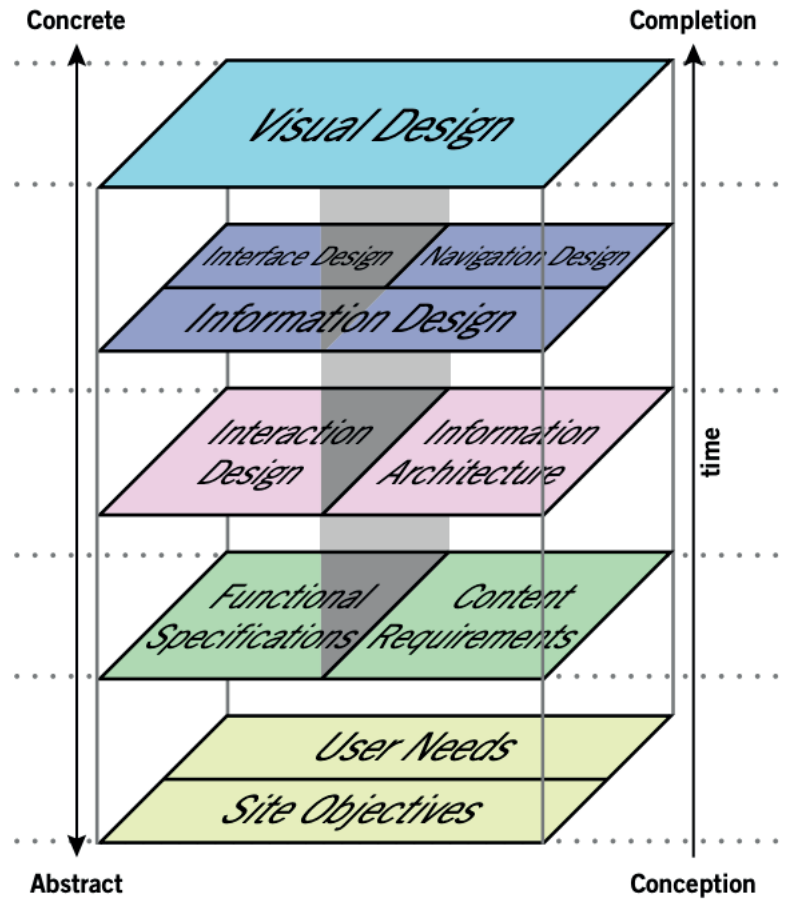 Concrete
Completion
Visual Design
Interface Design
Navigation Design
Information Design
Interaction
Design
Information
Architecture
time
Functional
Specifications
Content
Requirements
User Needs
Site Objectives
Abstract
Conception